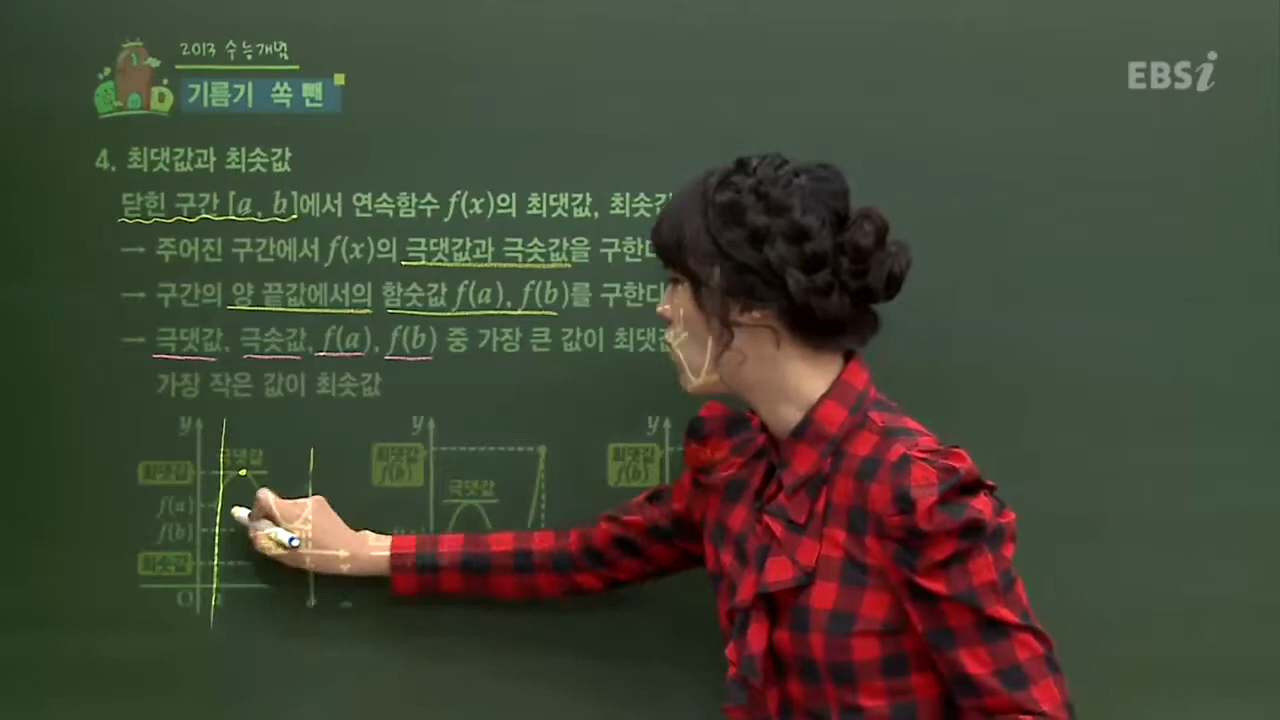 2013 수능개념
기름기 쏙 뺀
EBSi
4. 최댓값과 최솟값
닫힌 구간 [a, b]에서 연속함수 f(x)의 최댓값, 최솟값
→ 주어진 구간에서 f(x)의 극댓값과 극솟값을 구한다
→ 구간의 양 끝값에서의 함숫값 f(a), f(b)를 구한다
→ 극댓값, 극솟값, f(a), f(b) 중 가장 큰 값이 최댓값
가장 작은 값이 최솟값
y
극댓값
최댓값
f(a)
f(b)
최솟값
O
y
최댓값
f(b)
극댓값
y
최댓값
f(b)